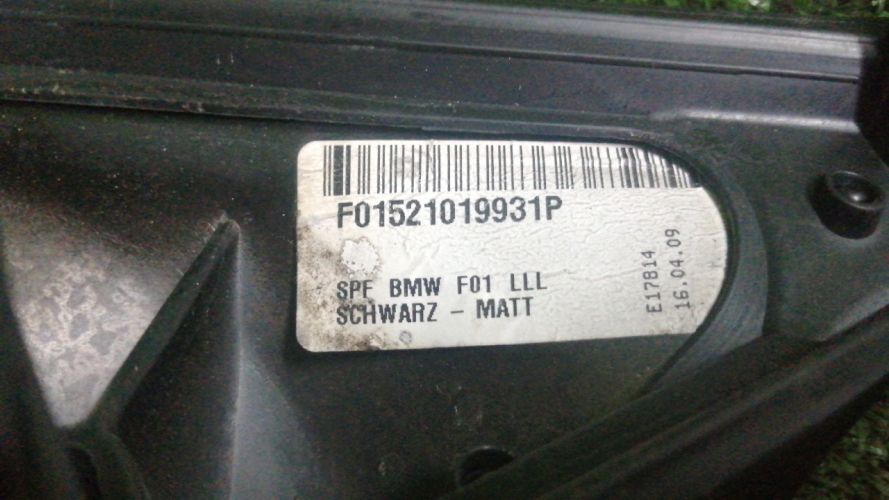 F01521019931P
SPF BMW F01 LLL
SCHWARZ - MATT
E17814
16.04.09